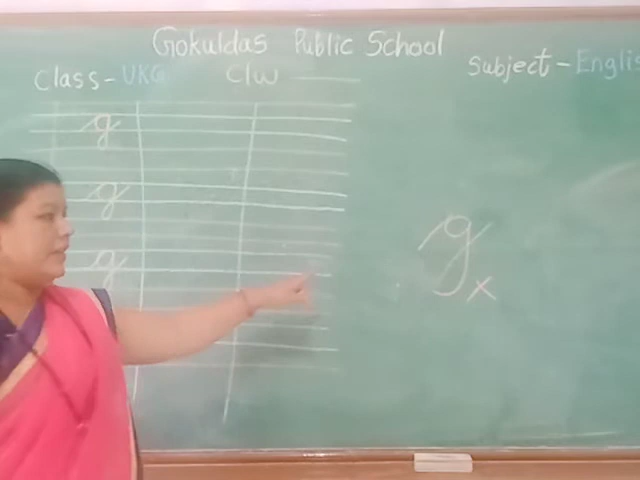 Gokuldas Public School
Class - UKG C/W Subject - Englis
g
g
g
g x